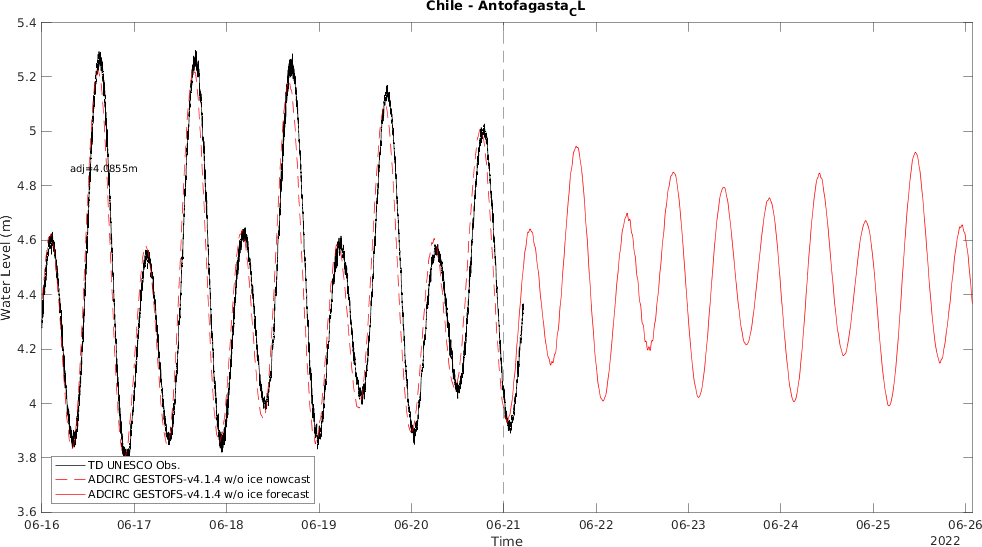 Chile - AntofagastaCL
5.4
5.2
5
4.8
4.6
4.4
4.2
4
3.8
3.6
Water Level (m)
adj=4.0855m
TD UNESCO Obs.
ADCIRC GESTOFS-v4.1.4 w/o ice nowcast
ADCIRC GESTOFS-v4.1.4 w/o ice forecast
06-16 06-17 06-18 06-19 06-20 06-21 06-22 06-23 06-24 06-25 06-26
Time
2022